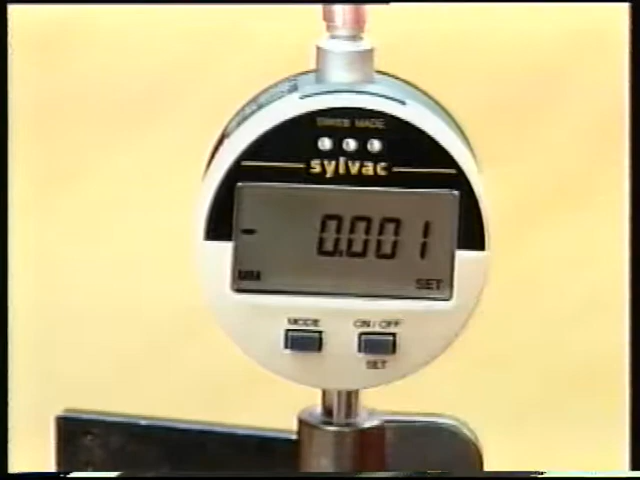 SWISS MADE
sylvac
- 0.001
MM SET
MODE ON / OFF
SET